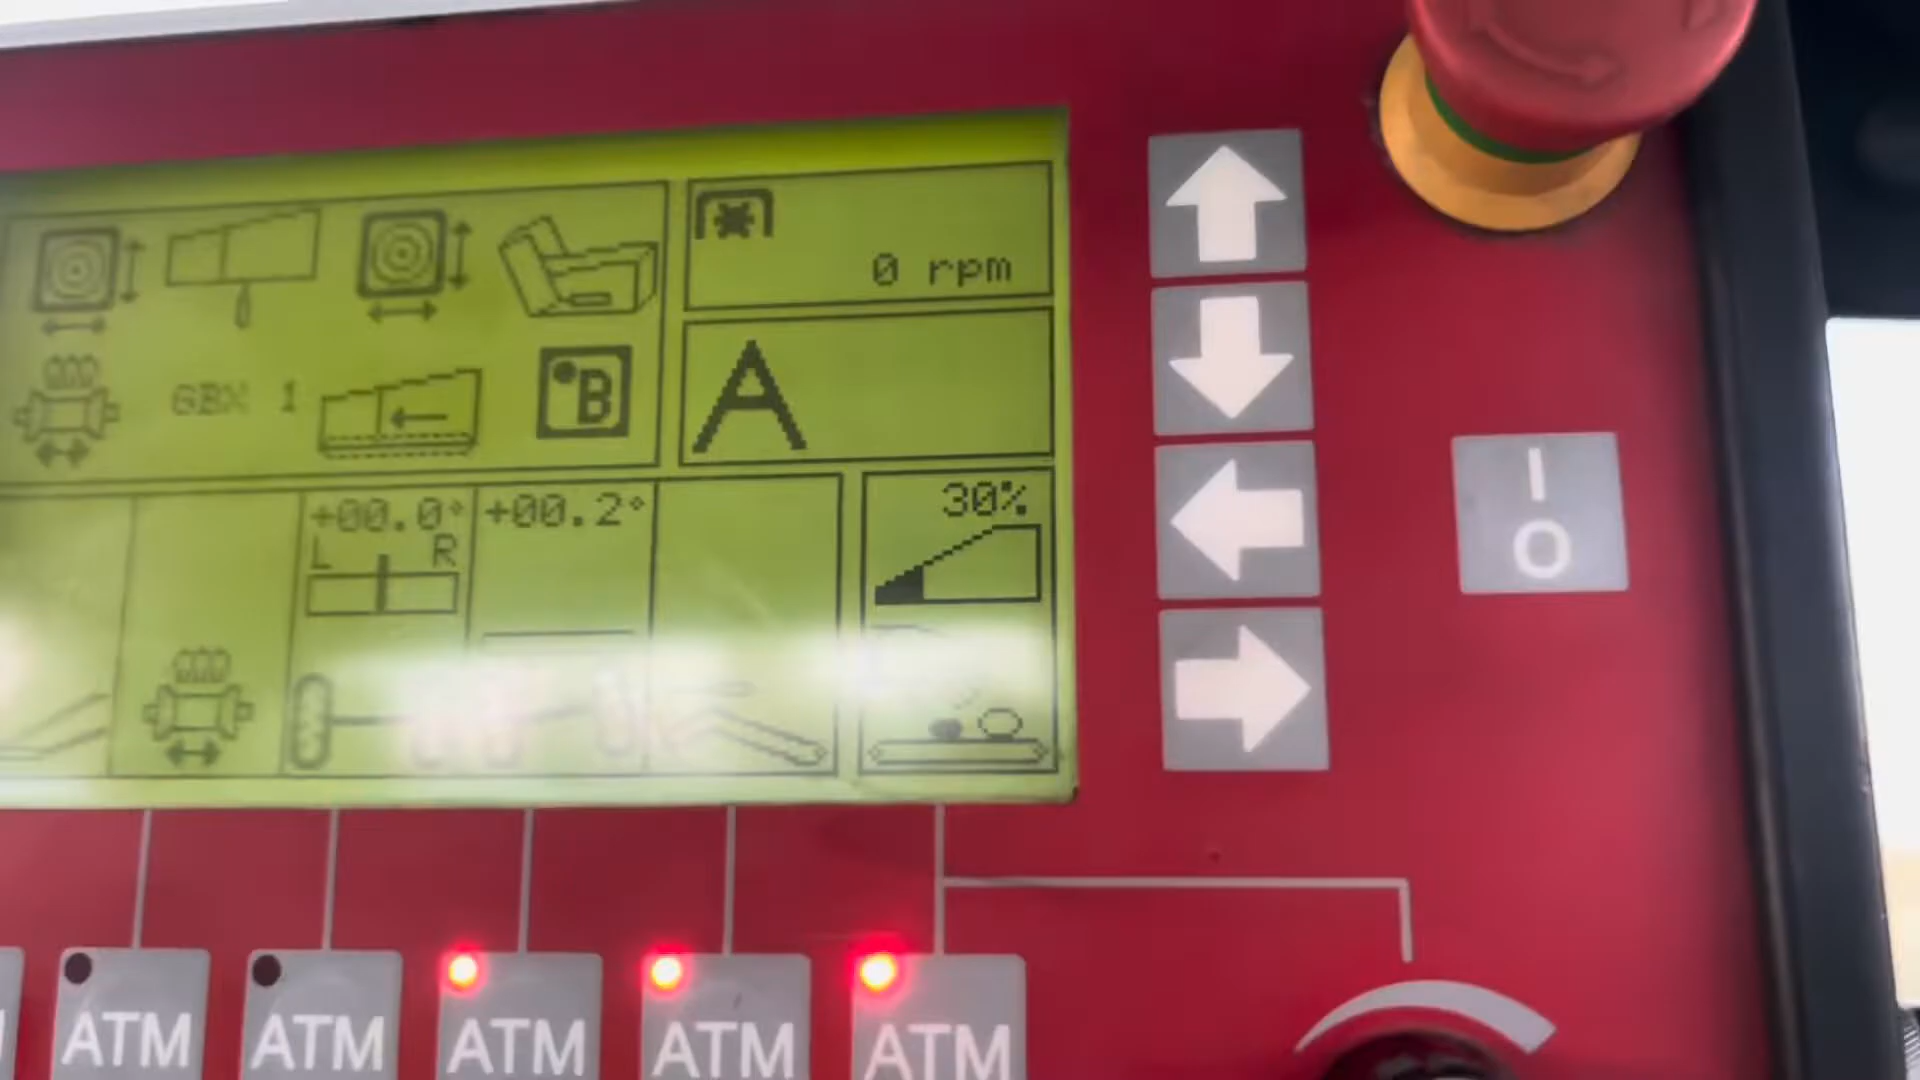 0 rpm
GBX 1
B
A
+00.0°
+00.2°
30%
L R
I
O
ATM
ATM
ATM
ATM
ATM